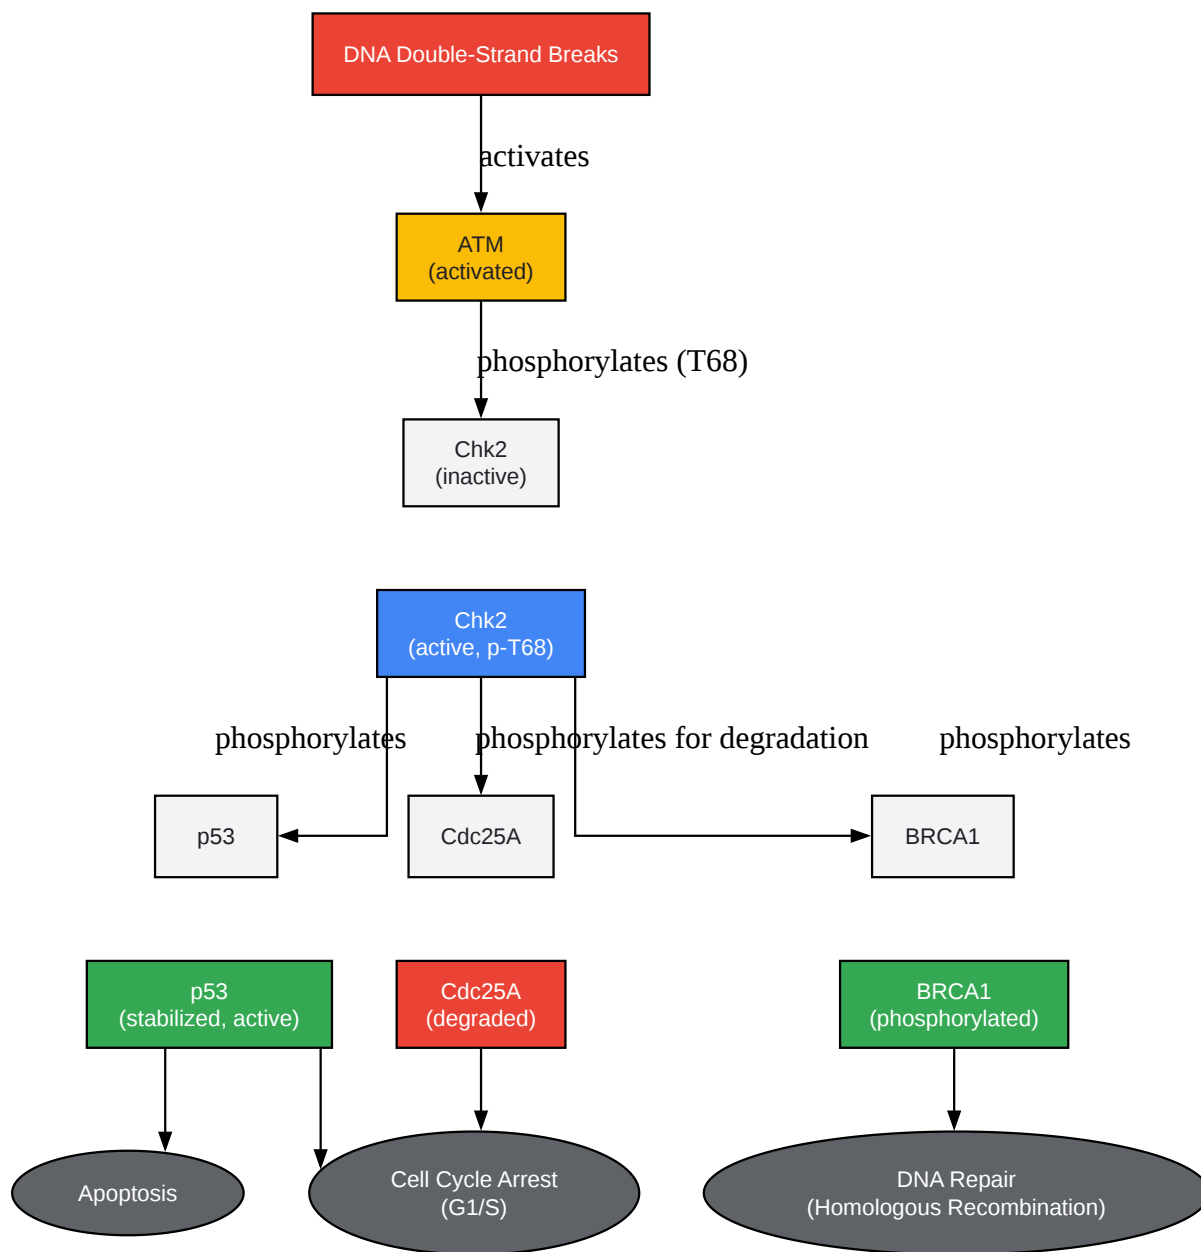 DNA Double-Strand Breaks
activates
ATM
(activated)
phosphorylates (T68)
Chk2
(inactive)
Chk2
(active, p-T68)
phosphorylates
phosphorylates for degradation
phosphorylates
p53
Cdc25A
BRCA1
p53
(stabilized, active)
Cdc25A
(degraded)
BRCA1
(phosphorylated)
Apoptosis
Cell Cycle Arrest
(G1/S)
DNA Repair
(Homologous Recombination)